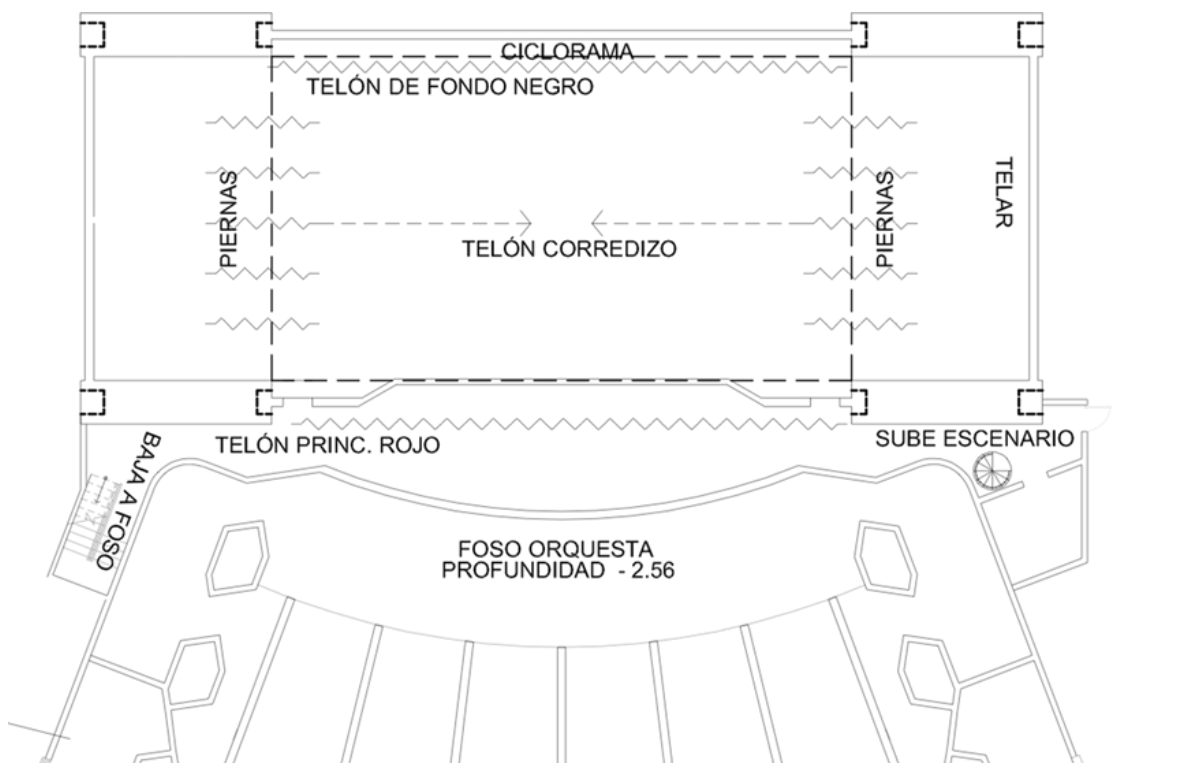 CICLORAMA
TELÓN DE FONDO NEGRO
PIERNAS
PIERNAS
TELAR
TELÓN CORREDIZO
TELÓN PRINC. ROJO
SUBE ESCENARIO
BAJA A FOSO
FOSO ORQUESTA
PROFUNDIDAD - 2.56